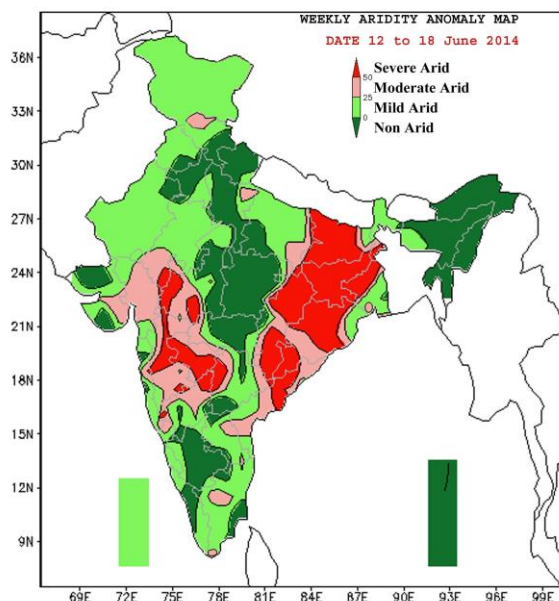 WEEKLY ARIDITY ANOMALY MAP
DATE 12 to 18 June 2014
Severe Arid
50
Moderate Arid
25
Mild Arid
0
Non Arid
36N
33N
30N
27N
24N
21N
18N
15N
12N
9N
69E 72E 75E 78E 81E 84E 87E 90E 93E 96E 99E